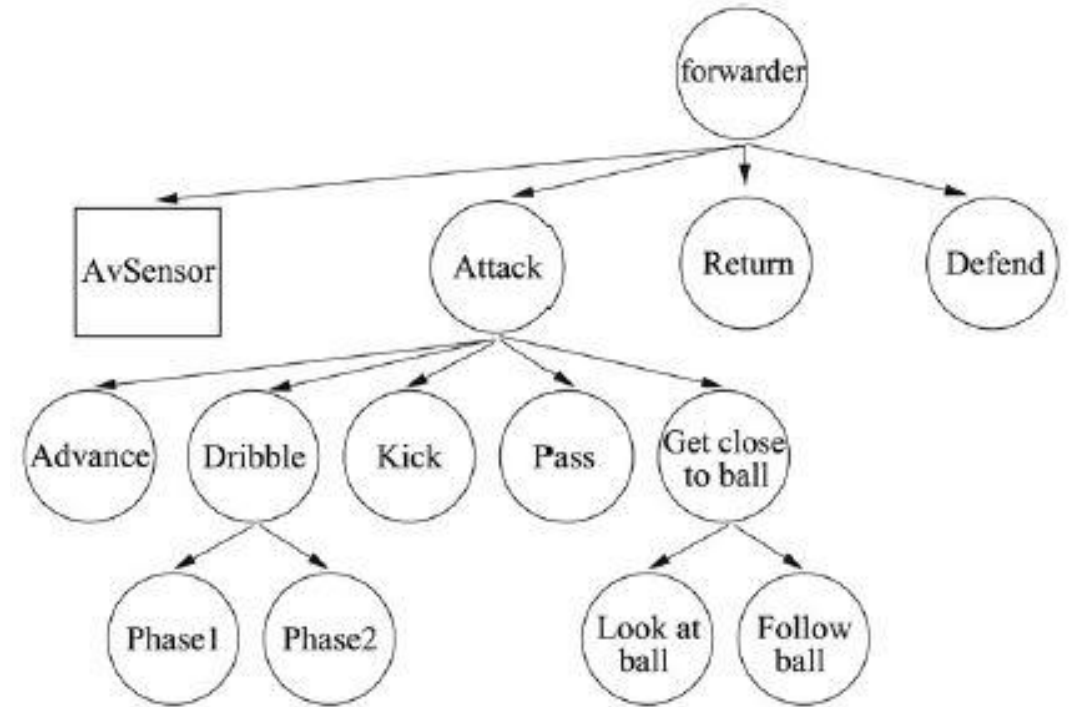 forwarder
AvSensor
Attack
Return
Defend
Advance
Dribble
Kick
Pass
Get close
to ball
Phase1
Phase2
Look at
ball
Follow
ball